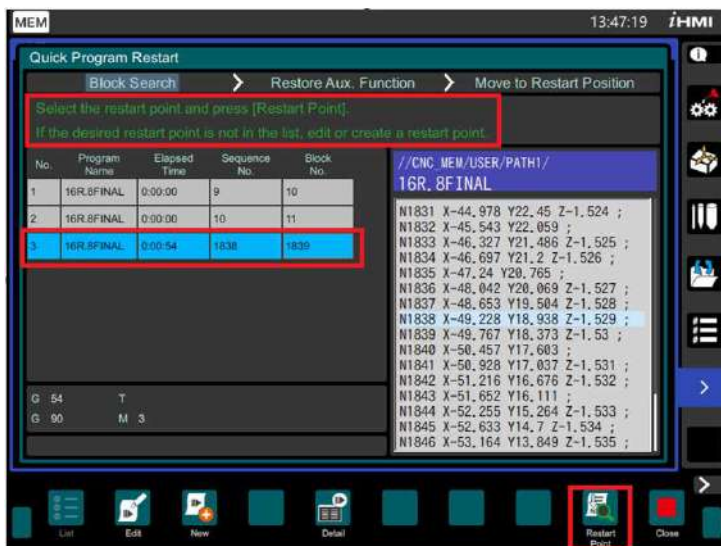 MEM
13:47:19 iHMI
Quick Program Restart
Block Search > Restore Aux. Function > Move to Restart Position
Select the restart point and press [Restart Point].
If the desired restart point is not in the list, edit or create a restart point.
No. Program Name Elapsed Time Sequence No. Block No.
1 16R.8FINAL 0:00:00 9 10
2 16R.8FINAL 0:00:00 10 11
3 16R.8FINAL 0:00:54 1838 1839
G 54 T
G 90 M 3
//CNC_MEM/USER/PATH1/
16R.8FINAL
N1831 X-44.978 Y22.45 Z-1.524 ;
N1832 X-45.543 Y22.059 ;
N1833 X-46.327 Y21.486 Z-1.525 ;
N1834 X-46.697 Y21.2 Z-1.526 ;
N1835 X-47.24 Y20.765 ;
N1836 X-48.042 Y20.069 Z-1.527 ;
N1837 X-48.653 Y19.504 Z-1.528 ;
N1838 X-49.228 Y18.938 Z-1.529 ;
N1839 X-49.767 Y18.373 Z-1.53 ;
N1840 X-50.457 Y17.603 ;
N1841 X-50.928 Y17.037 Z-1.531 ;
N1842 X-51.216 Y16.676 Z-1.532 ;
N1843 X-51.652 Y16.111 ;
N1844 X-52.255 Y15.264 Z-1.533 ;
N1845 X-52.633 Y14.7 Z-1.534 ;
N1846 X-53.164 Y13.849 Z-1.535 ;
List Edit New Detail Restart Point Close